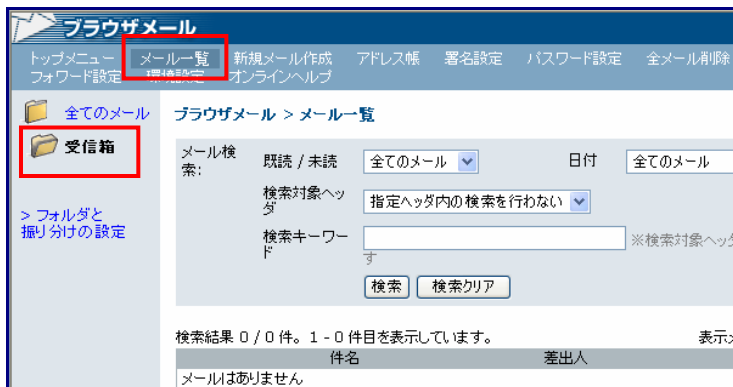 ブラウザメール
トップメニュー メール一覧 新規メール作成 アドレス帳 署名設定 パスワード設定 全メール削除
フォワード設定 環境設定 オンラインヘルプ
全てのメール
受信箱
> フォルダと
振り分けの設定
ブラウザメール > メール一覧
メール検
索:
既読 / 未読 全てのメール 日付 全てのメール
検索対象ヘッ
ダ
指定ヘッダ内の検索を行わない
検索キーワー
ド
※検索対象ヘッダ
す
検索 検索クリア
検索結果 0 / 0 件。1 - 0 件目を表示しています。 表示
件名 差出人
メールはありません